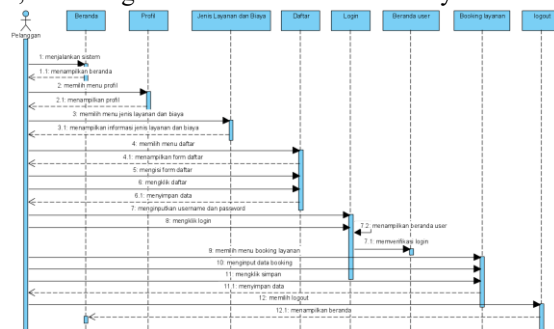 Pelanggan
Beranda
Profil
Jenis Layanan dan Biaya
Daftar
Login
Beranda user
Booking layanan
logout
1: menjalankan sistem
1.1: menampilkan beranda
2: memilih menu profil
2.1: menampilkan profil
3: memilih menu jenis layanan dan biaya
3.1: menampilkan informasi jenis layanan dan biaya
4: memilih menu daftar
4.1: menampilkan form daftar
5: mengisi form daftar
6: mengklik daftar
6.1: menyimpan data
7: menginputkan username dan password
8: mengklik login
7.2: menampilkan beranda user
7.1: memverifikasi login
9: memilih menu booking layanan
10: menginput data booking
11: mengklik simpan
11.1: menyimpan data
12: memilih logout
12.1: menampilkan beranda